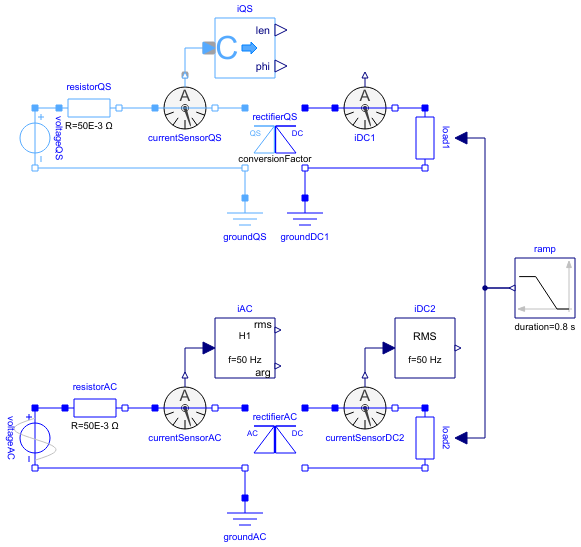 iQS
len
C
phi
resistorQS
A
A
R=50E-3 Ω
voltageQS
currentSensorQS
rectifierQS
QS
DC
conversionFactor
iDC1
load1
groundQS
groundDC1
ramp
duration=0.8 s
iAC
rms
H1
f=50 Hz
arg
iDC2
RMS
f=50 Hz
resistorAC
A
A
R=50E-3 Ω
voltageAC
currentSensorAC
rectifierAC
AC
DC
currentSensorDC2
load2
groundAC